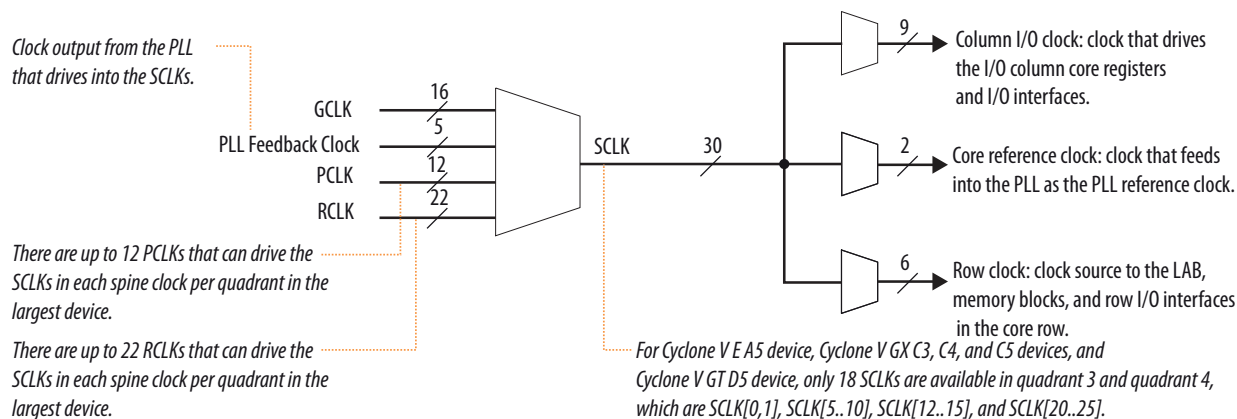 Clock output from the PLL
that drives into the SCLKs.
GCLK
16
PLL Feedback Clock
5
PCLK
12
RCLK
22
SCLK
30
9
Column I/O clock: clock that drives
the I/O column core registers
and I/O interfaces.
2
Core reference clock: clock that feeds
into the PLL as the PLL reference clock.
6
Row clock: clock source to the LAB,
memory blocks, and row I/O interfaces
in the core row.
There are up to 12 PCLKs that can drive the
SCLKs in each spine clock per quadrant in the
largest device.
There are up to 22 RCLKs that can drive the
SCLKs in each spine clock per quadrant in the
largest device.
For Cyclone V E A5 device, Cyclone V GX C3, C4, and C5 devices, and
Cyclone V GT D5 device, only 18 SCLKs are available in quadrant 3 and quadrant 4,
which are SCLK[0,1], SCLK[5..10], SCLK[12..15], and SCLK[20..25].